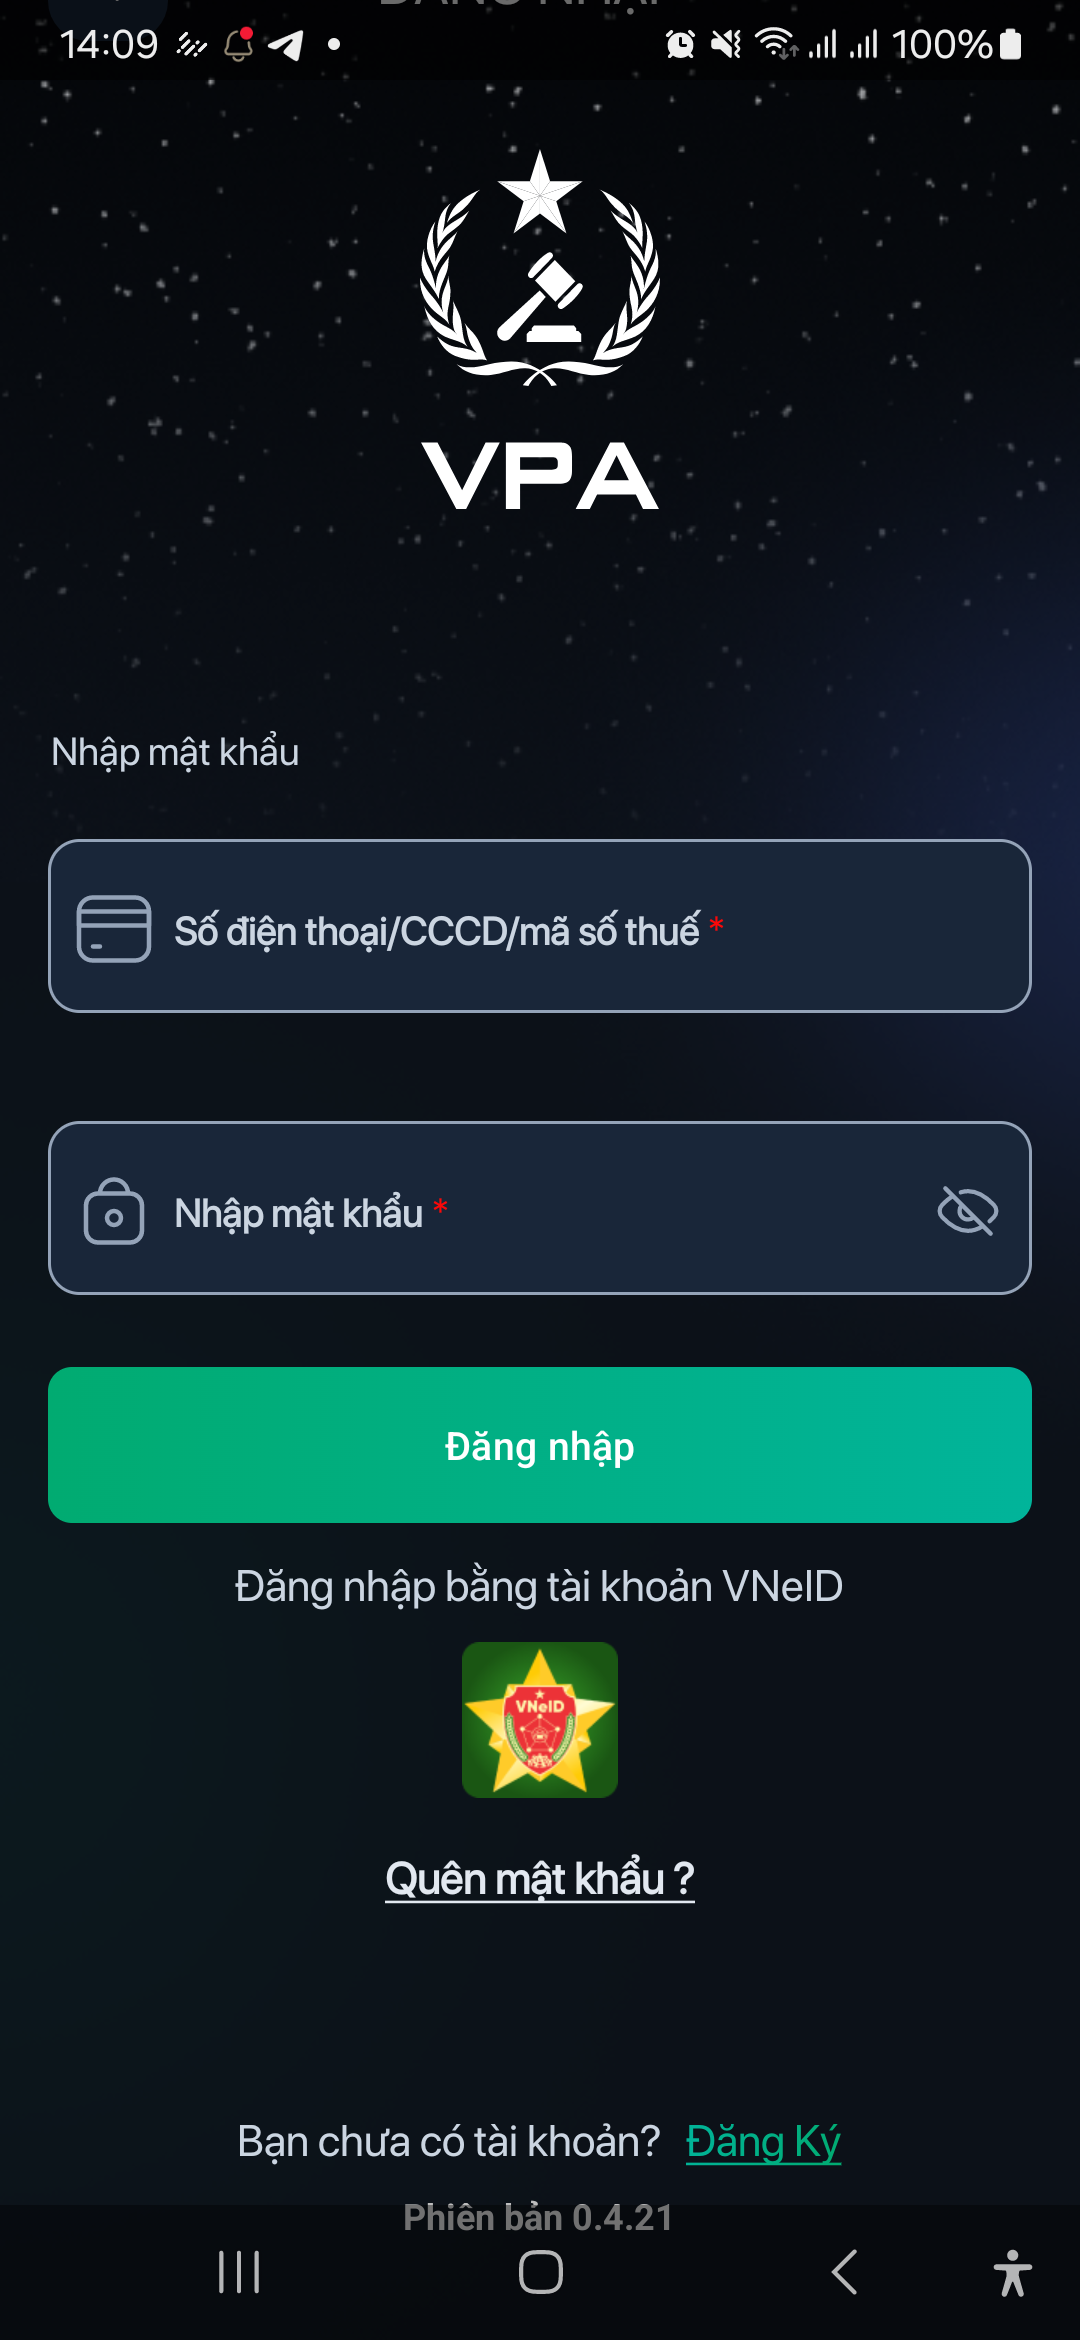 14:09 100%
VPA
Nhập mật khẩu
Số điện thoại/CCCD/mã số thuế *
Nhập mật khẩu *
Đăng nhập
Đăng nhập bằng tài khoản VNeID
VNeID
Quên mật khẩu ?
Bạn chưa có tài khoản? Đăng Ký
Phiên bản 0.4.21